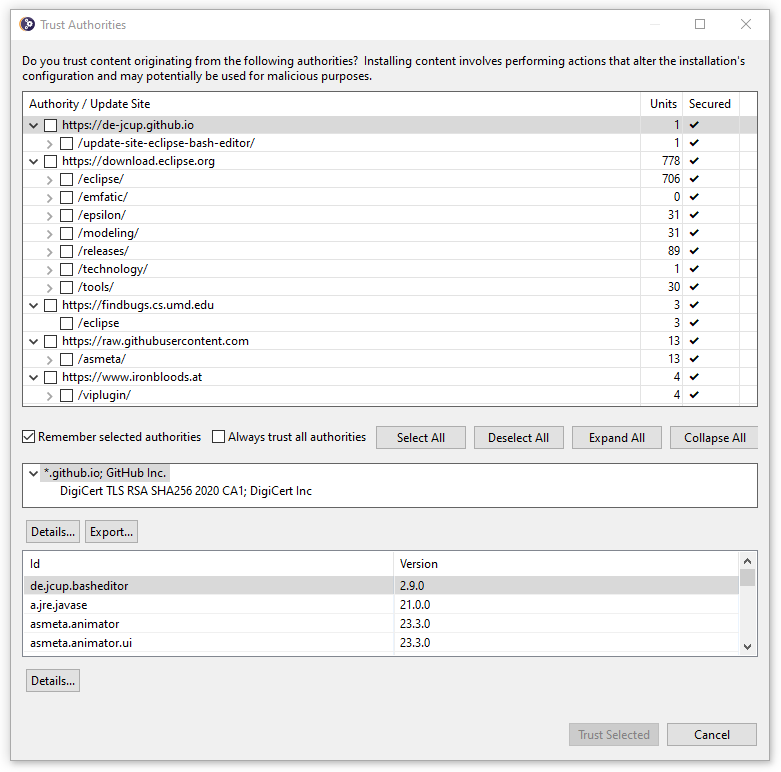 Trust Authorities
Do you trust content originating from the following authorities?  Installing content involves performing actions that alter the installation's
configuration and may potentially be used for malicious purposes.
Authority / Update Site Units Secured
https://de-jcup.github.io 1
/update-site-eclipse-bash-editor/ 1
https://download.eclipse.org 778
/eclipse/ 706
/emfatic/ 0
/epsilon/ 31
/modeling/ 31
/releases/ 89
/technology/ 1
/tools/ 30
https://findbugs.cs.umd.edu 3
/eclipse 3
https://raw.githubusercontent.com 13
/asmeta/ 13
https://www.ironbloods.at 4
/viplugin/ 4
Remember selected authorities Always trust all authorities Select All Deselect All Expand All Collapse All
*.github.io; GitHub Inc.
DigiCert TLS RSA SHA256 2020 CA1; DigiCert Inc
Details... Export...
Id Version
de.jcup.basheditor 2.9.0
a.jre.javase 21.0.0
asmeta.animator 23.3.0
asmeta.animator.ui 23.3.0
Details...
Trust Selected Cancel